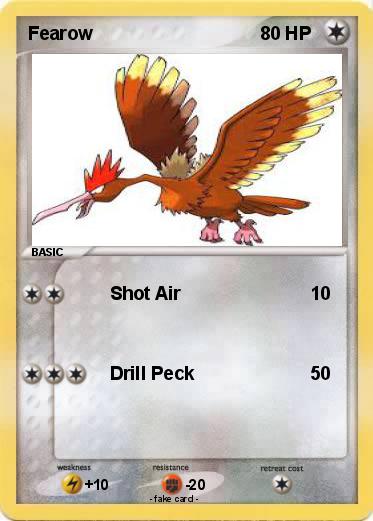 Fearow 80 HP
BASIC
Shot Air 10
Drill Peck 50
weakness resistance retreat cost
+10 -20
- fake card -